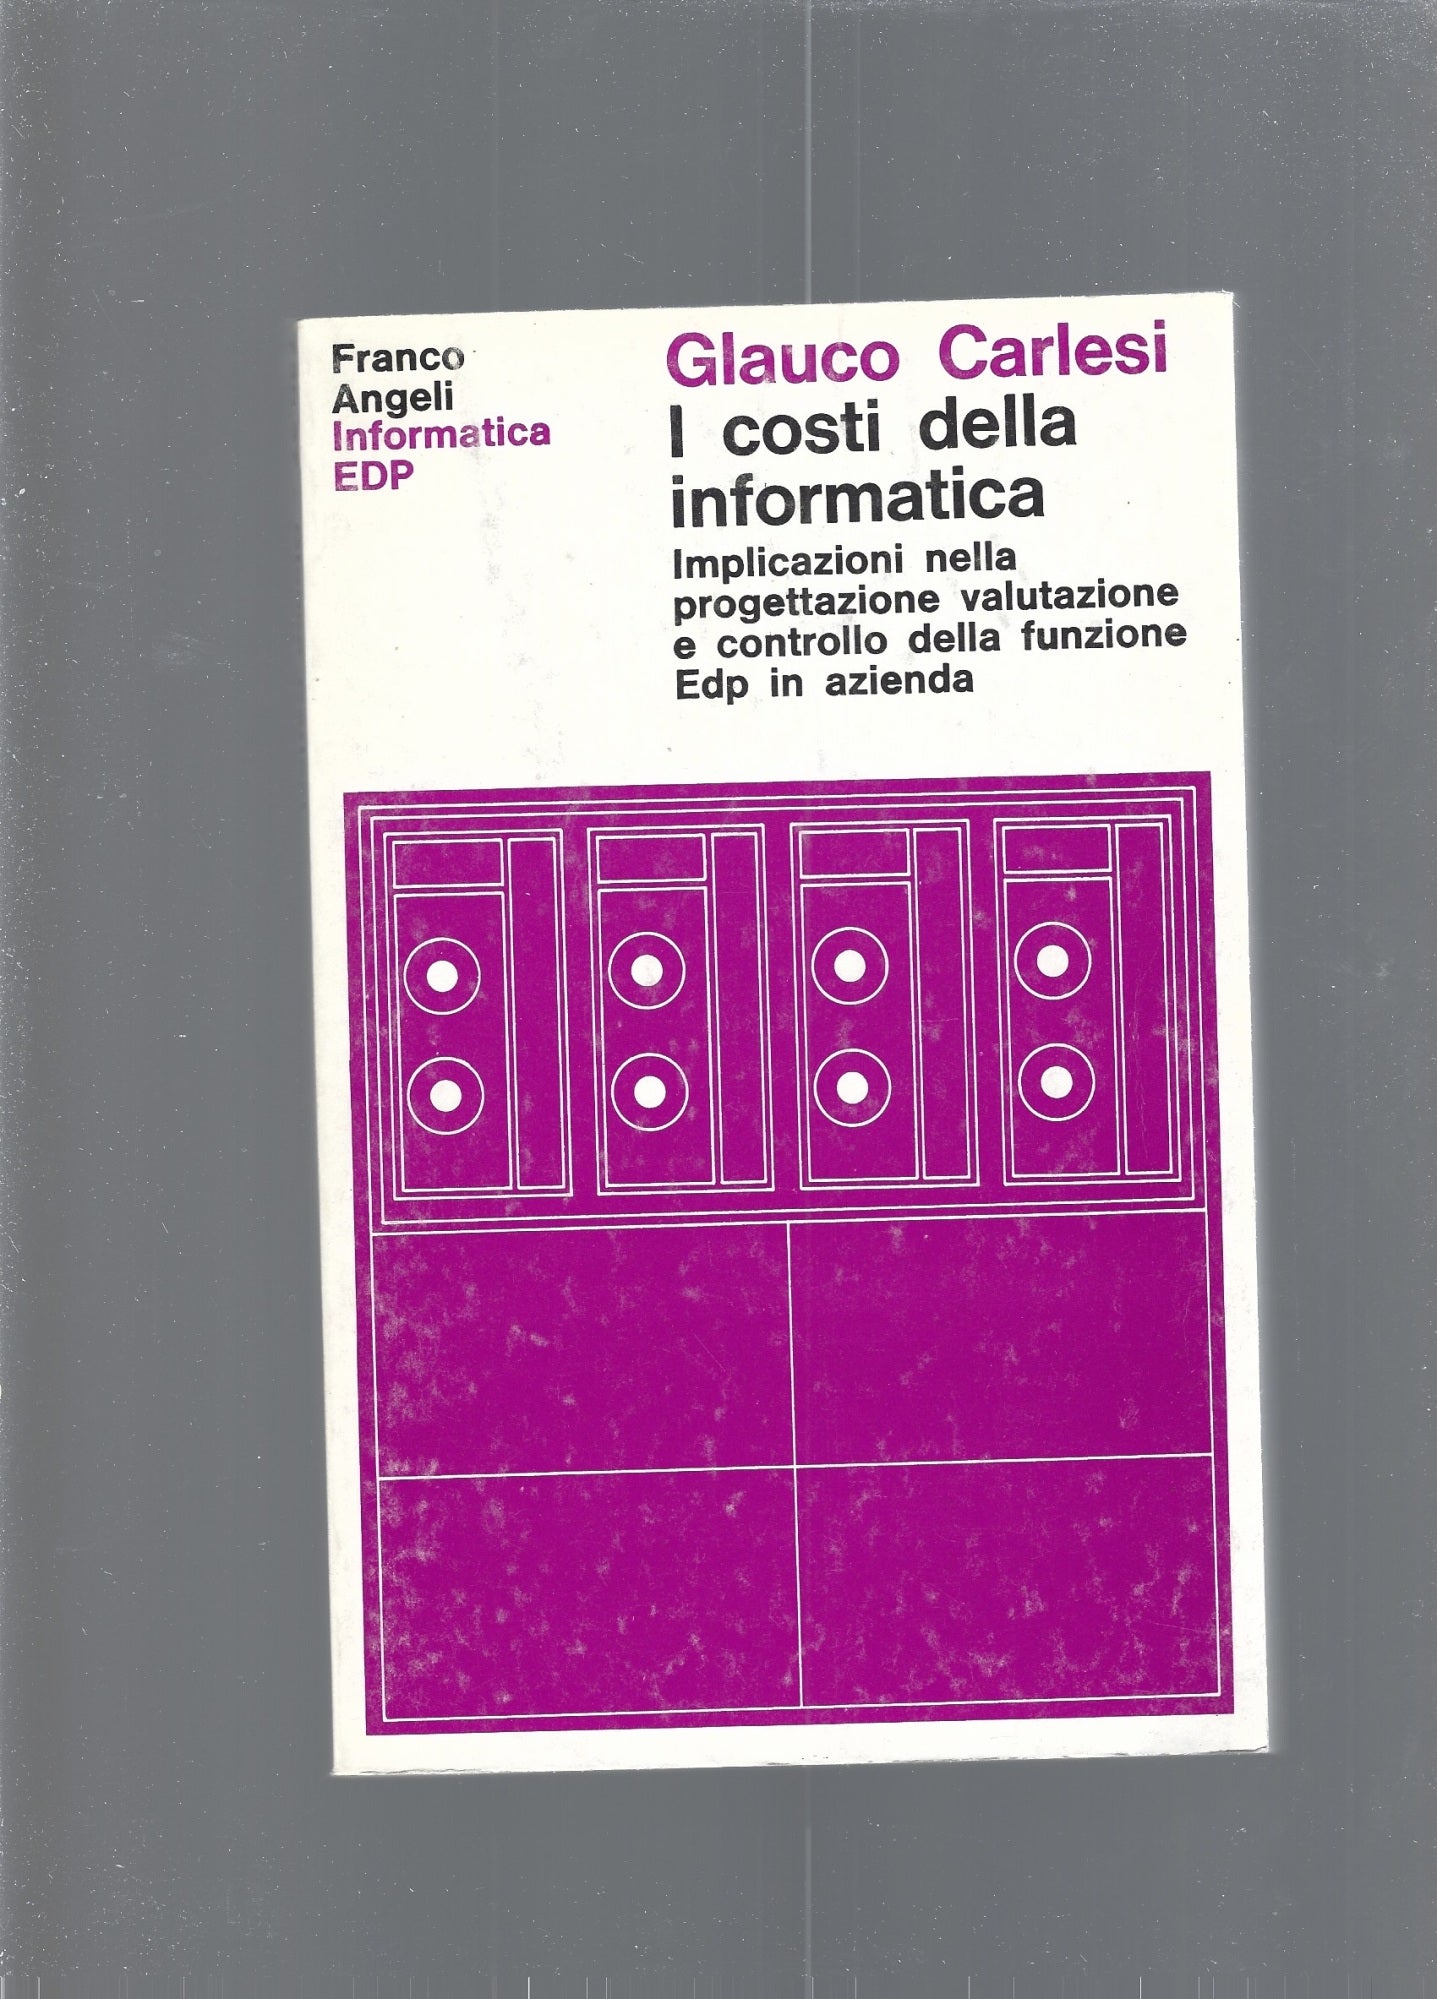 Franco
Angeli
Informatica
EDP
Glauco Carlesi
I costi della
informatica
Implicazioni nella
progettazione valutazione
e controllo della funzione
Edp in azienda